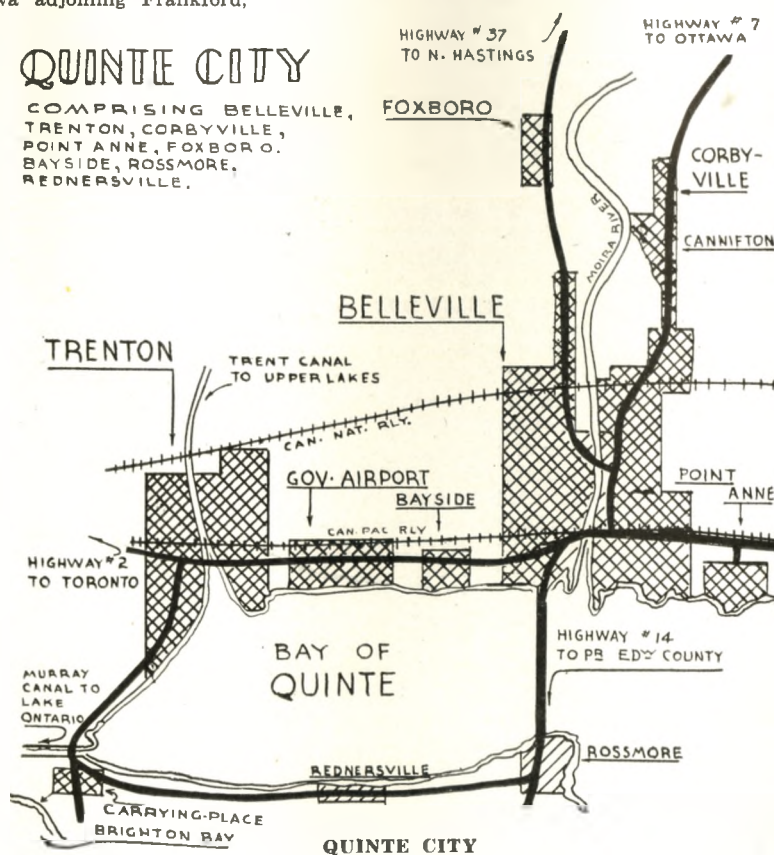 adjoining Frankford,
QUINTE CITY
COMPRISING BELLEVILLE,
TRENTON, CORBYVILLE,
POINT ANNE, FOXBORO.
BAYSIDE, ROSSMORE.
REDNERSVILLE.
HIGHWAY # 37
TO N. HASTINGS
HIGHWAY # 7
TO OTTAWA
FOXBORO
CORBY-
VILLE
CANNIFTON
MOIRA RIVER
BELLEVILLE
TRENTON
TRENT CANAL
TO UPPER LAKES
CAN. NAT. RLY.
GOV. AIRPORT
BAYSIDE
POINT
ANNE
CAN. PAC RLY
HIGHWAY #2
TO TORONTO
BAY OF
QUINTE
HIGHWAY #14
TO PR EDW COUNTY
MURRAY
CANAL TO
LAKE
ONTARIO
REDNERSVILLE
ROSSMORE
CARRYING-PLACE
BRIGHTON BAY
QUINTE CITY